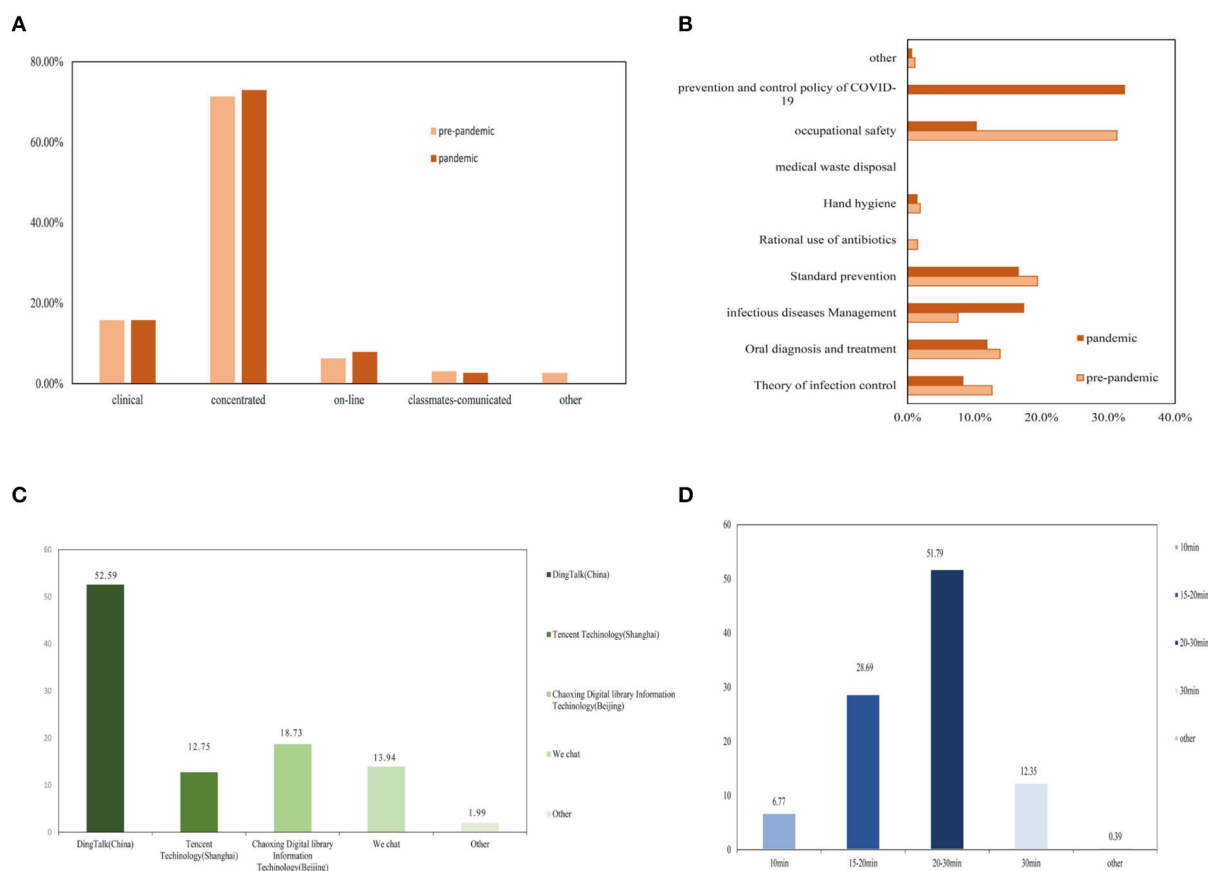 A
80.00%
60.00%
40.00%
20.00%
0.00%
pre-pandemic
pandemic
clinical
concentrated
on-line
classmates-comunicated
other
B
other
prevention and control policy of COVID-
19
occupational safety
medical waste disposal
Hand hygiene
Rational use of antibiotics
Standard prevention
infectious diseases Management
Oral diagnosis and treatment
Theory of infection control
pandemic
pre-pandemic
0.0%
10.0%
20.0%
30.0%
40.0%
C
60
50
40
30
20
10
0
52.59
12.75
18.73
13.94
1.99
DingTalk(China)
Tencent
Techinology(Shanghai)
Chaoxing Digital library
Information
Techinology(Beijing)
We chat
Other
DingTalk(China)
Tencent Techinology(Shanghai)
Chaoxing Digital library Information
Techinology(Beijing)
We chat
Other
D
60
50
40
30
20
10
0
6.77
28.69
51.79
12.35
0.39
10min
15-20min
20-30min
30min
other
10min
15-20min
20-30min
30min
other